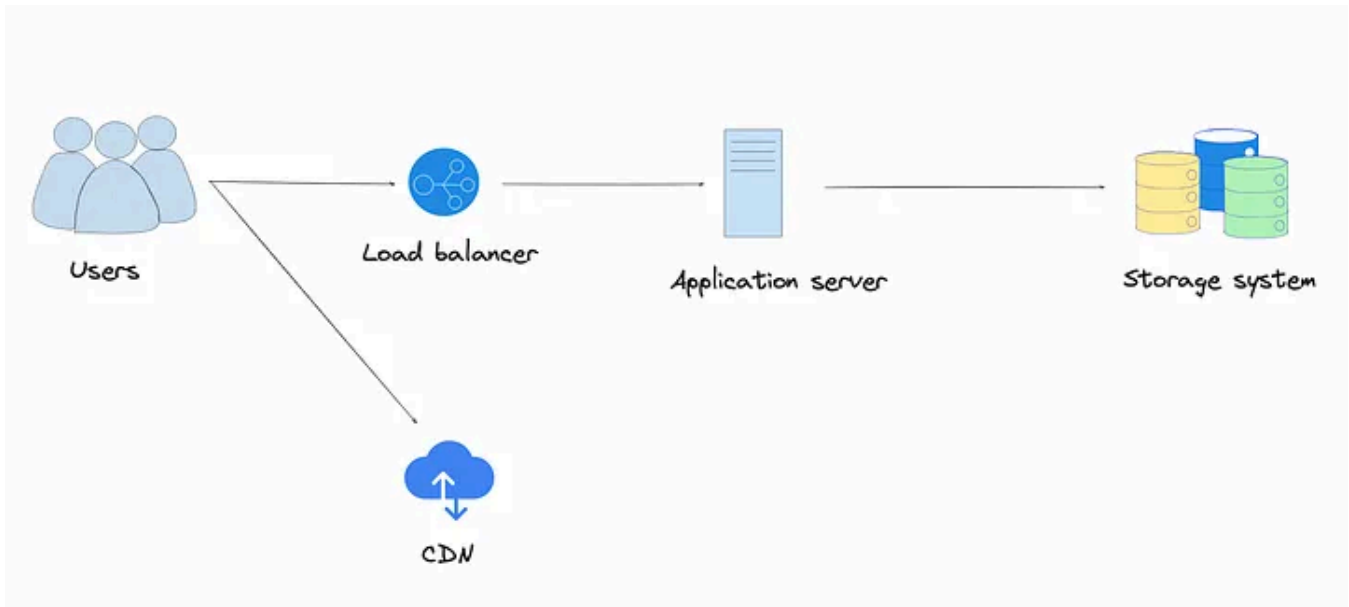 Users
Load balancer
Application server
Storage system
CDN